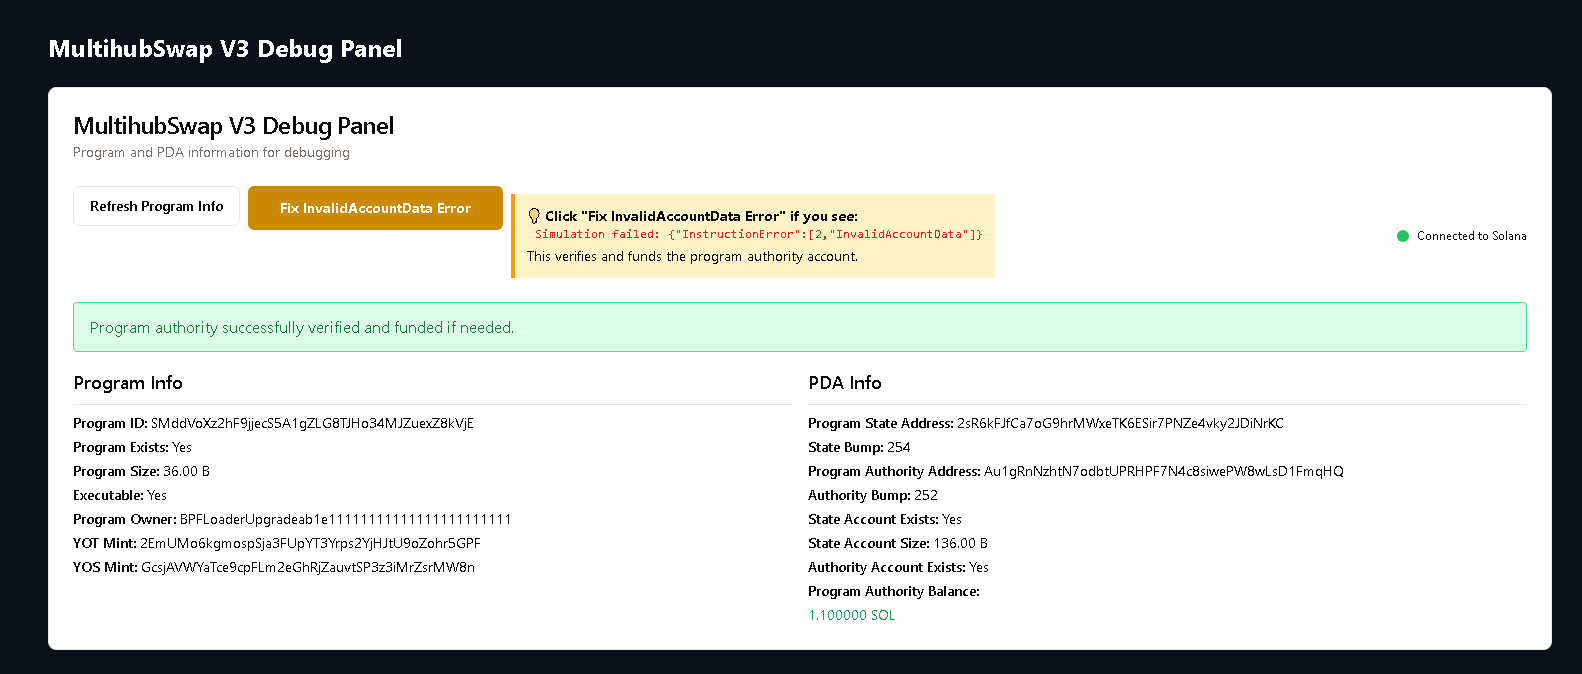 MultihubSwap V3 Debug Panel
MultihubSwap V3 Debug Panel
Program and PDA information for debugging
Refresh Program Info
Fix InvalidAccountData Error
💡 Click "Fix InvalidAccountData Error" if you see:
Simulation failed: {"InstructionError":[2,"InvalidAccountData"]}
This verifies and funds the program authority account.
Connected to Solana
Program authority successfully verified and funded if needed.
Program Info
Program ID: SMddVoXz2hF9jjecS5A1gZLG8TJHo34MJZuexZ8kVjE
Program Exists: Yes
Program Size: 36.00 B
Executable: Yes
Program Owner: BPFLoaderUpgradeab1e11111111111111111111111
YOT Mint: 2EmUMo6kgmospSja3FUpYT3Yrps2YjHJtU9oZohr5GPF
YOS Mint: GcsjAVWYaTce9cpFLm2eGhRjZauvtSP3z3iMrZsrMW8n
PDA Info
Program State Address: 2sR6kFJfCa7oG9hrMWxeTK6ESir7PNZe4vky2JDiNrKC
State Bump: 254
Program Authority Address: Au1gRnNzhtN7odbtUPRHPF7N4c8siwePW8wLsD1FmqHQ
Authority Bump: 252
State Account Exists: Yes
State Account Size: 136.00 B
Authority Account Exists: Yes
Program Authority Balance:
1.100000 SOL